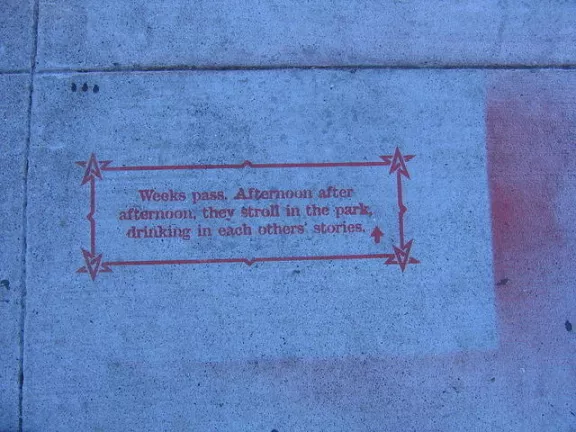 Weeks pass. Afternoon after
afternoon, they stroll in the park,
drinking in each others' stories.